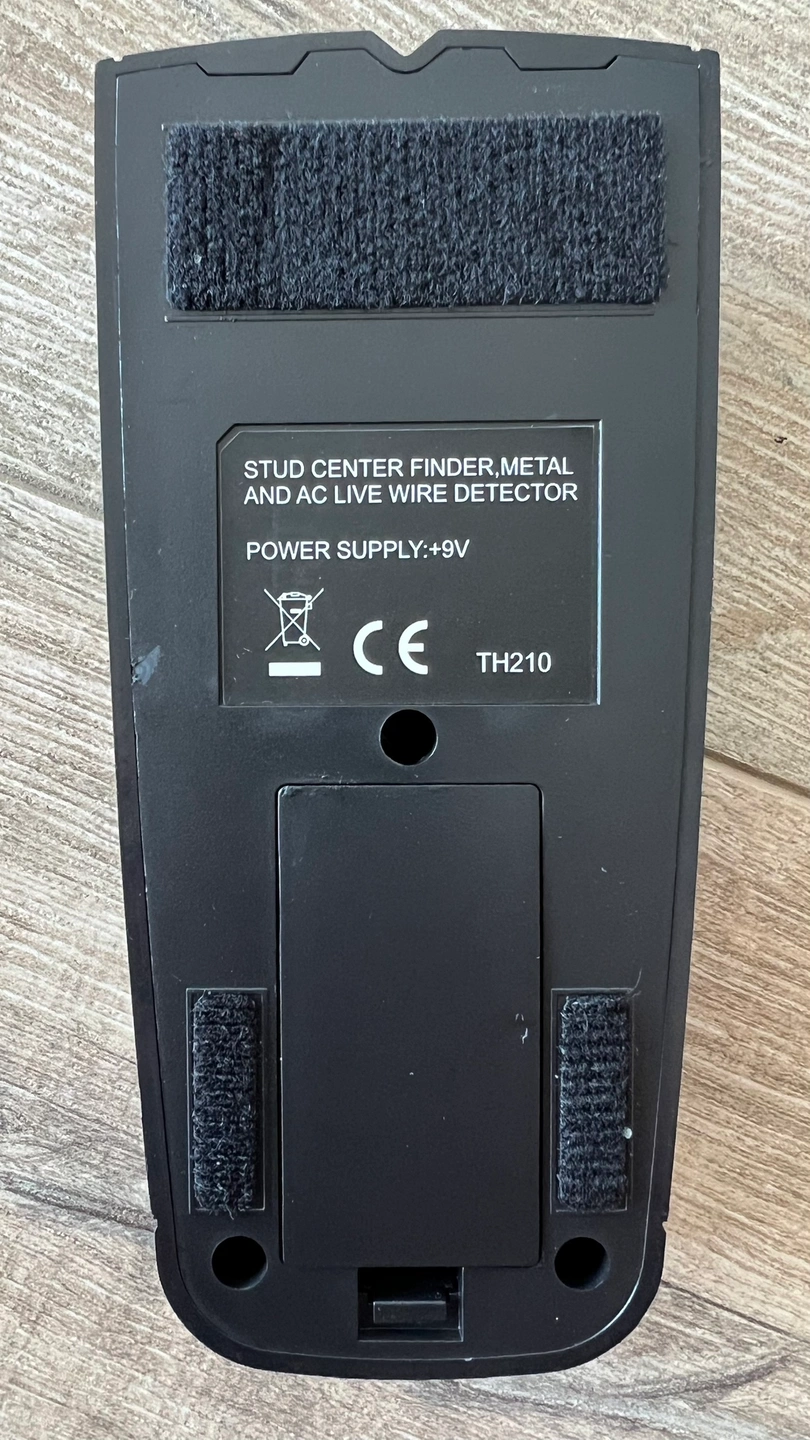 STUD CENTER FINDER,METAL
AND AC LIVE WIRE DETECTOR
POWER SUPPLY:+9V
CE
TH210